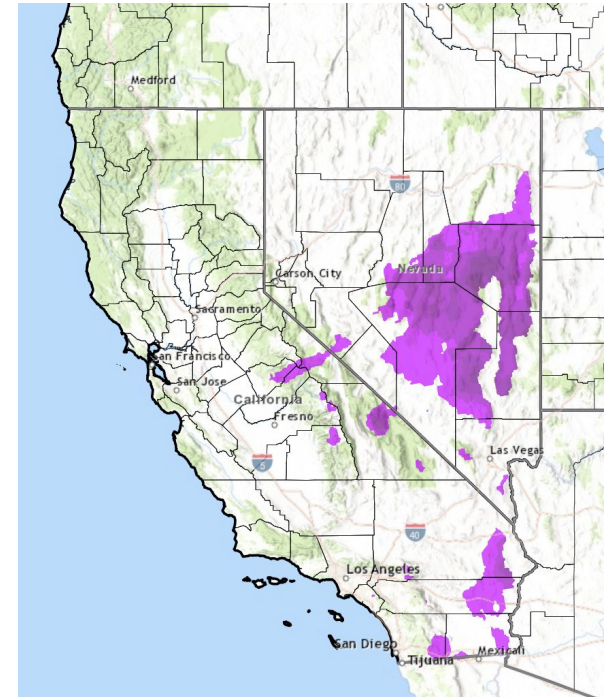 Medford
80
Nevada
Carson City
Sacramento
San Francisco
San Jose
California
Fresno
5
Las Vegas
40
Los Angeles
San Diego
Mexicali
Tijuana